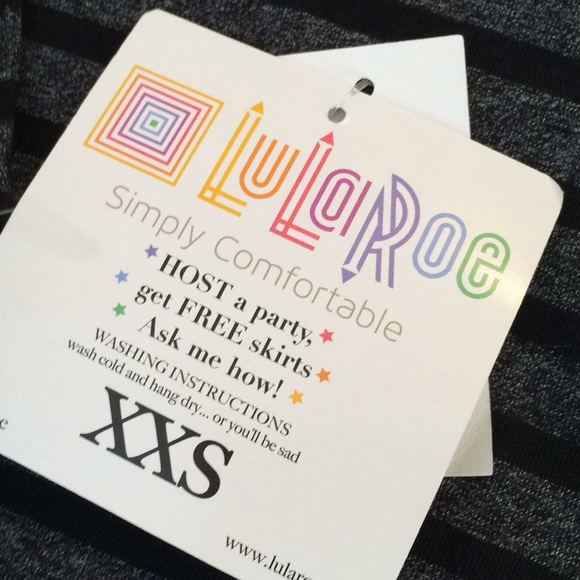 LuLaRoe
Simply Comfortable
HOST a party,
get FREE skirts
Ask me how!
WASHING INSTRUCTIONS
wash cold and hang dry... or you'll be sad
XXS
www.lularo